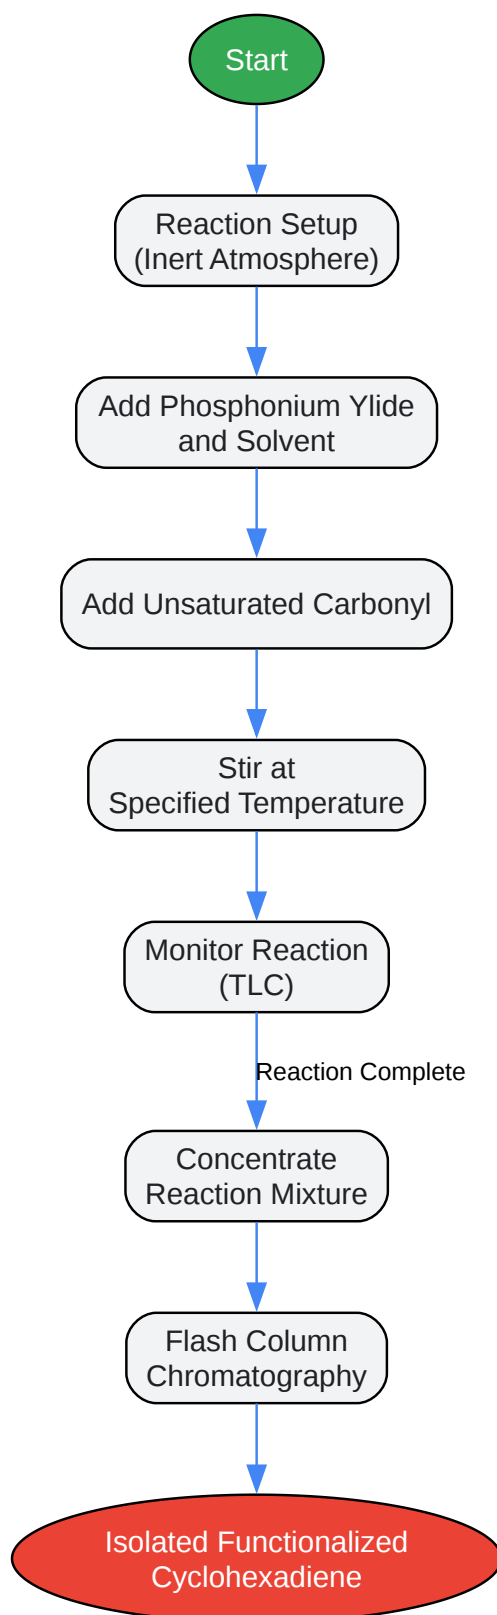 Start
Reaction Setup
(Inert Atmosphere)
Add Phosphonium Ylide
and Solvent
Add Unsaturated Carbonyl
Stir at
Specified Temperature
Monitor Reaction
(TLC)
Reaction Complete
Concentrate
Reaction Mixture
Flash Column
Chromatography
Isolated Functionalized
Cyclohexadiene